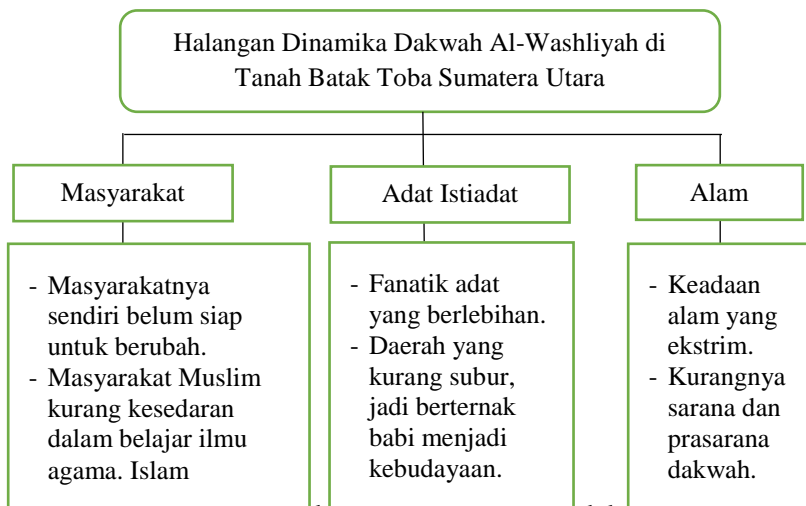 Halangan Dinamika Dakwah Al-Washliyah di
Tanah Batak Toba Sumatera Utara
Masyarakat
- Masyarakatnya
sendiri belum siap
untuk berubah.
- Masyarakat Muslim
kurang kesedaran
dalam belajar ilmu
agama. Islam
Adat Istiadat
- Fanatik adat
yang berlebihan.
- Daerah yang
kurang subur,
jadi berternak
babi menjadi
kebudayaan.
Alam
- Keadaan
alam yang
ekstrim.
- Kurangnya
sarana dan
prasarana
dakwah.